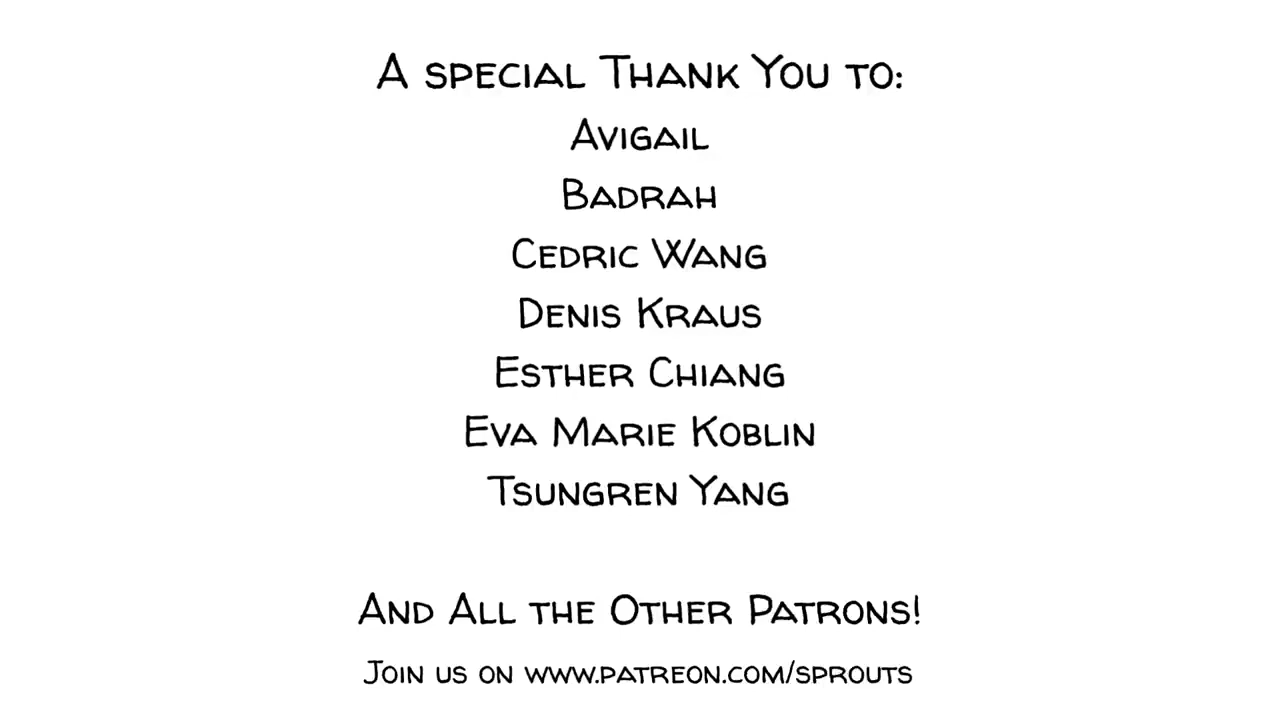 A special Thank You to:
Avigail
Badrah
Cedric Wang
Denis Kraus
Esther Chiang
Eva Marie Koblin
Tsungren Yang
And All the Other Patrons!
Join us on www.patreon.com/sprouts